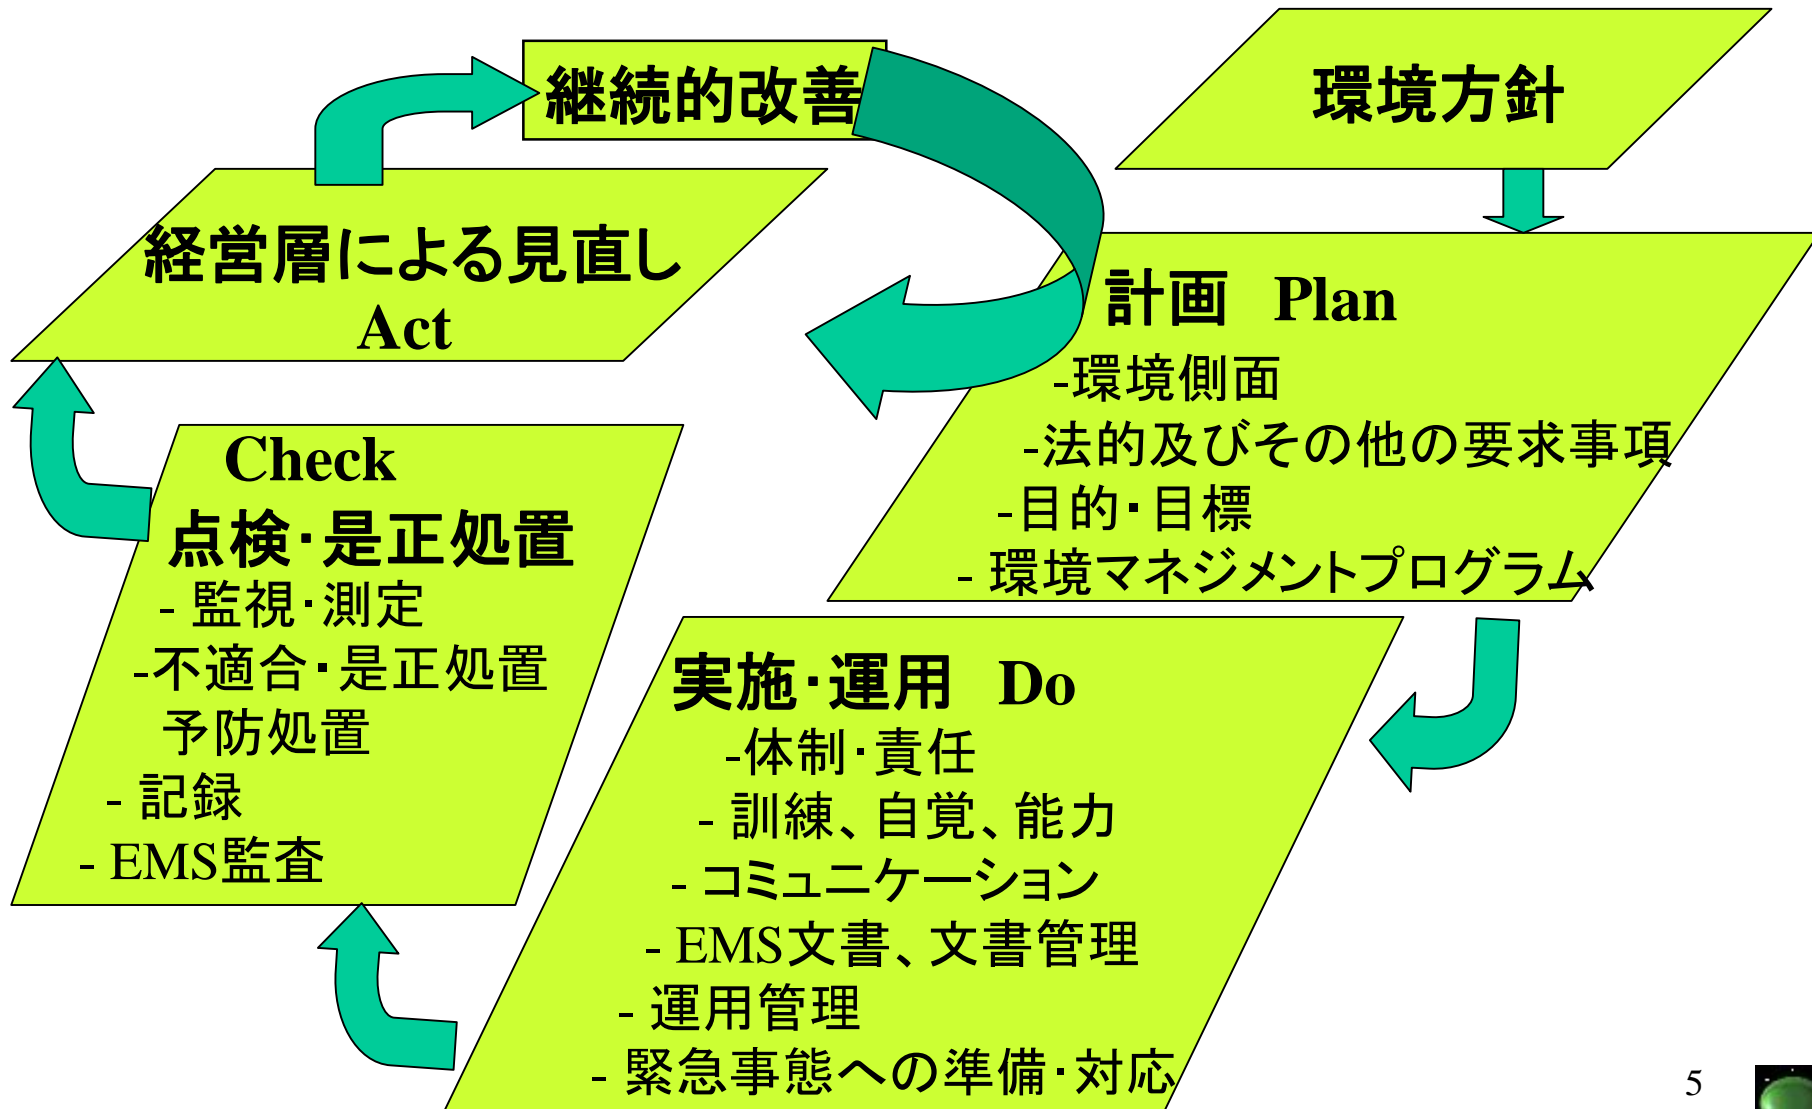 継続的改善
環境方針
経営層による見直し
Act
計画 Plan
-環境側面
-法的及びその他の要求事項
-目的・目標
- 環境マネジメントプログラム
Check
点検・是正処置
- 監視・測定
-不適合・是正処置
予防処置
- 記録
- EMS監査
実施・運用 Do
-体制・責任
- 訓練、自覚、能力
- コミュニケーション
- EMS文書、文書管理
- 運用管理
- 緊急事態への準備・対応
5